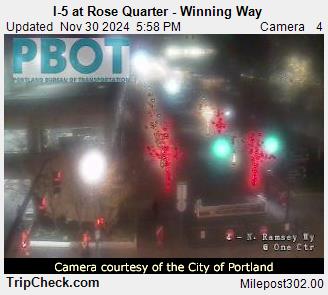 I-5 at Rose Quarter - Winning Way
Updated Nov 30 2024 5:58 PM Camera 4
PBOT
PORTLAND BUREAU OF TRANSPORTATION
4 - N. Ramsey Wy
@ One Ctr
Camera courtesy of the City of Portland
TripCheck.com Milepost302.00